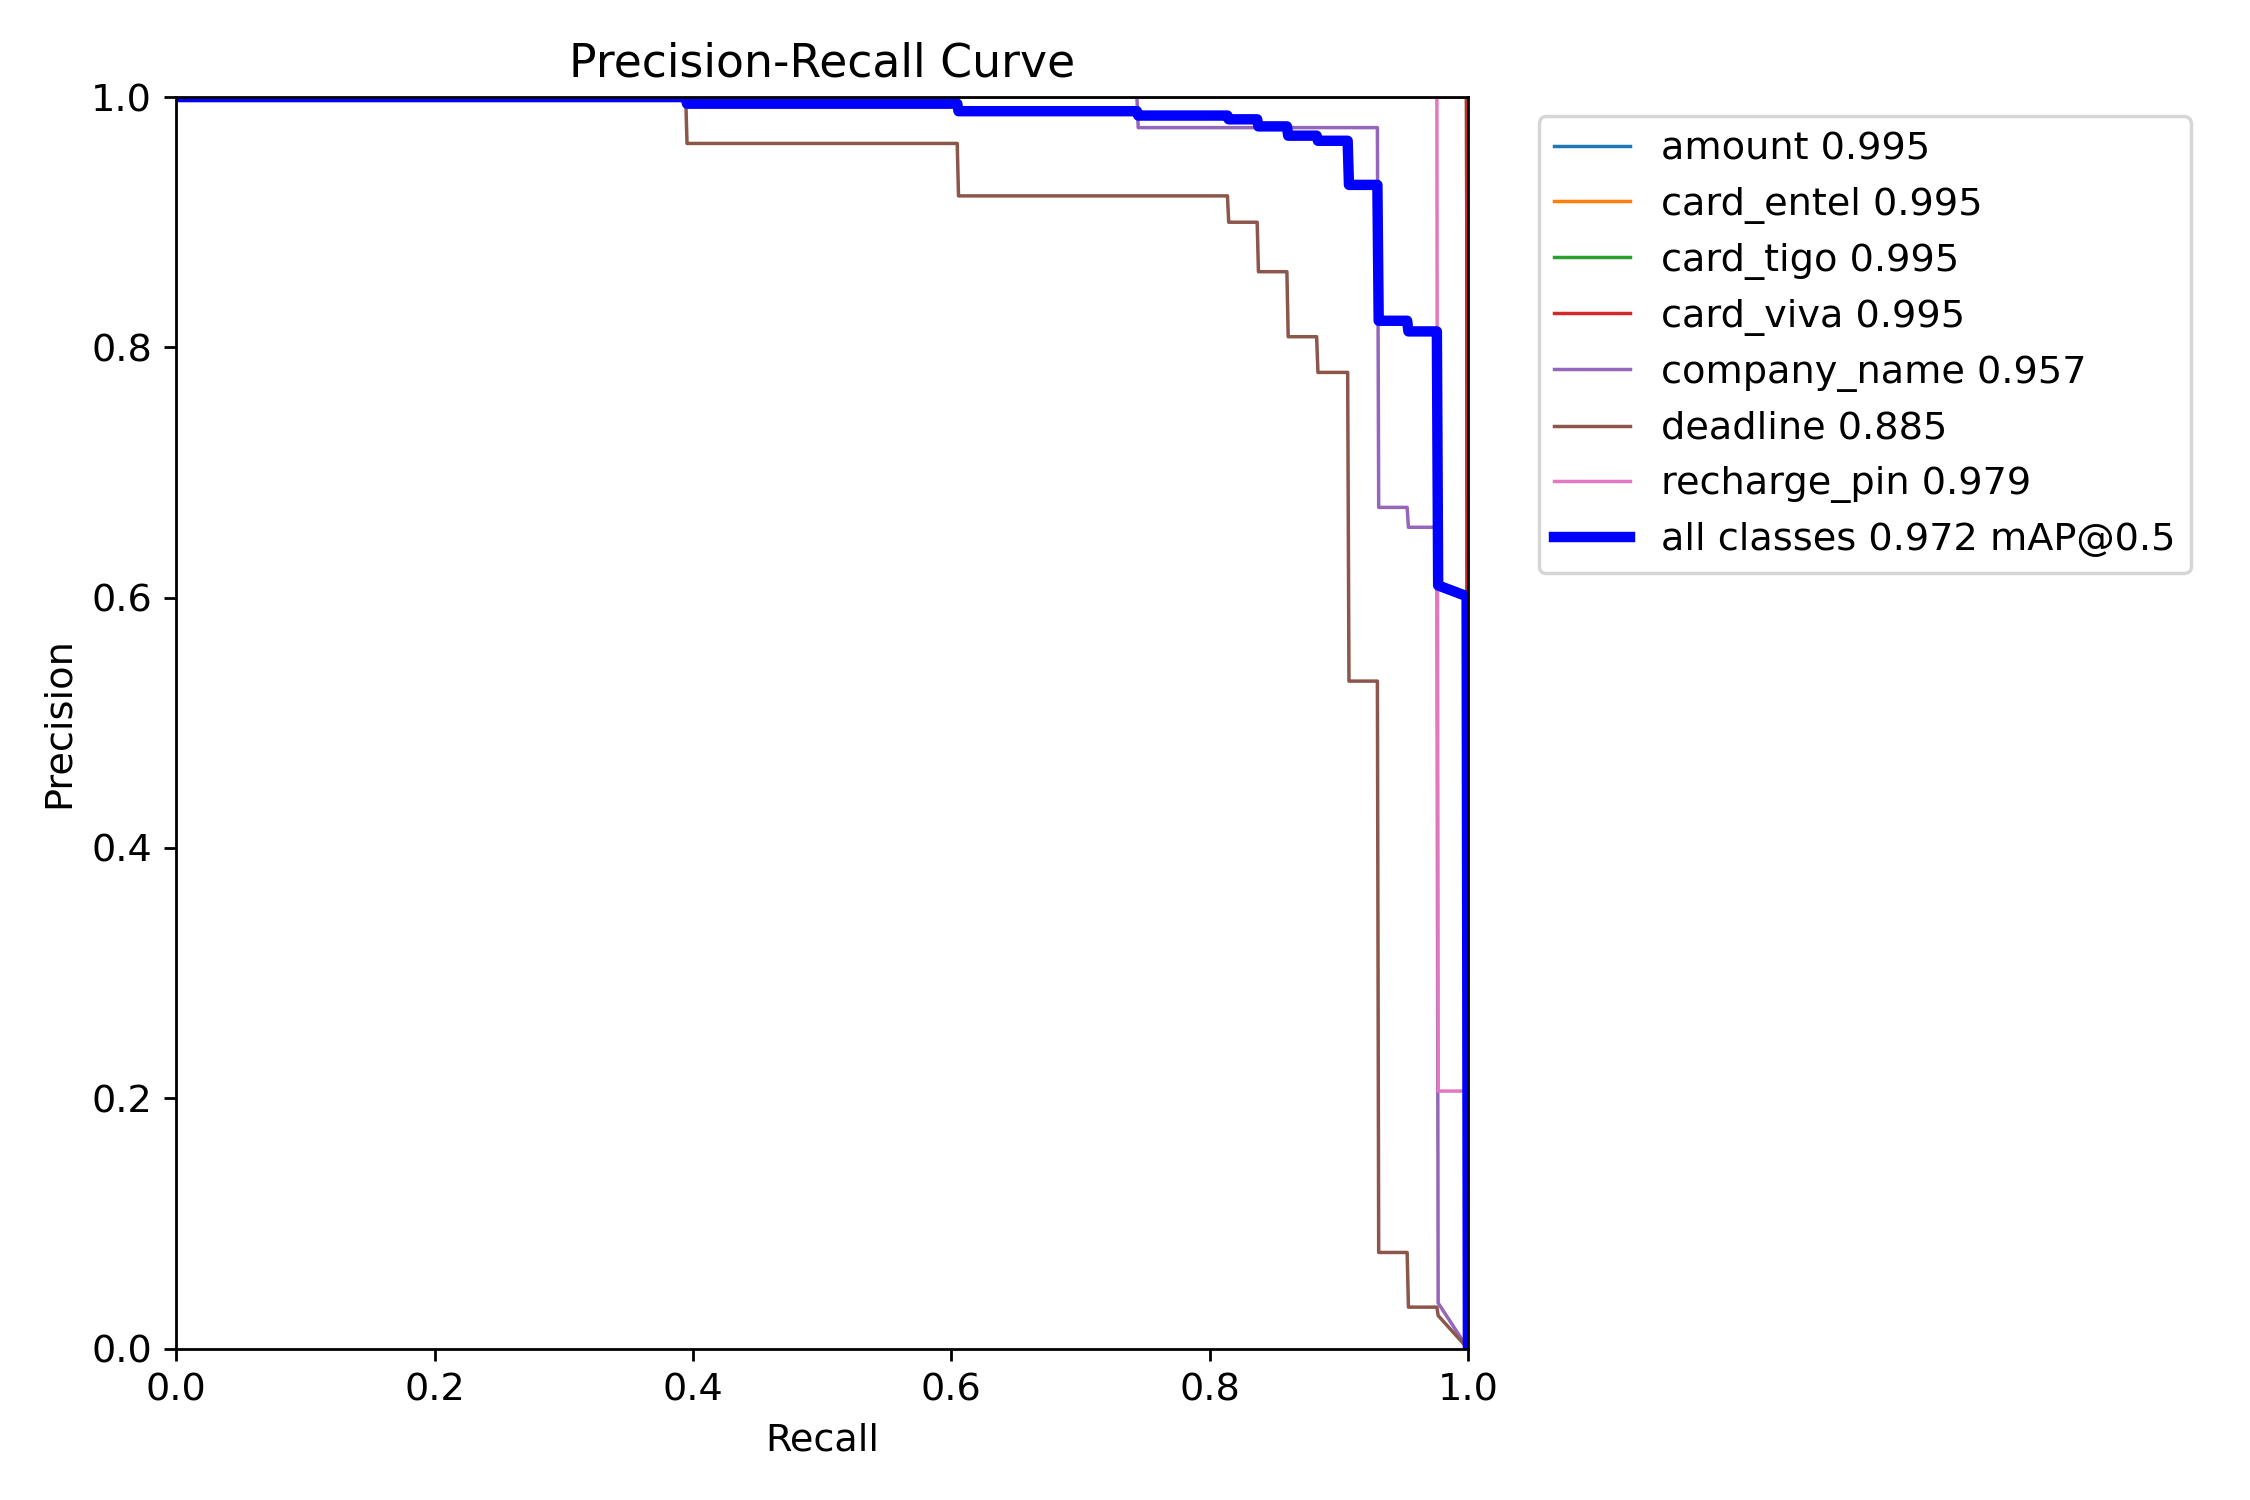 Precision-Recall Curve
1.0
0.8
0.6
0.4
0.2
0.0
Precision
0.0 0.2 0.4 0.6 0.8 1.0
Recall
amount 0.995
card_entel 0.995
card_tigo 0.995
card_viva 0.995
company_name 0.957
deadline 0.885
recharge_pin 0.979
all classes 0.972 mAP@0.5